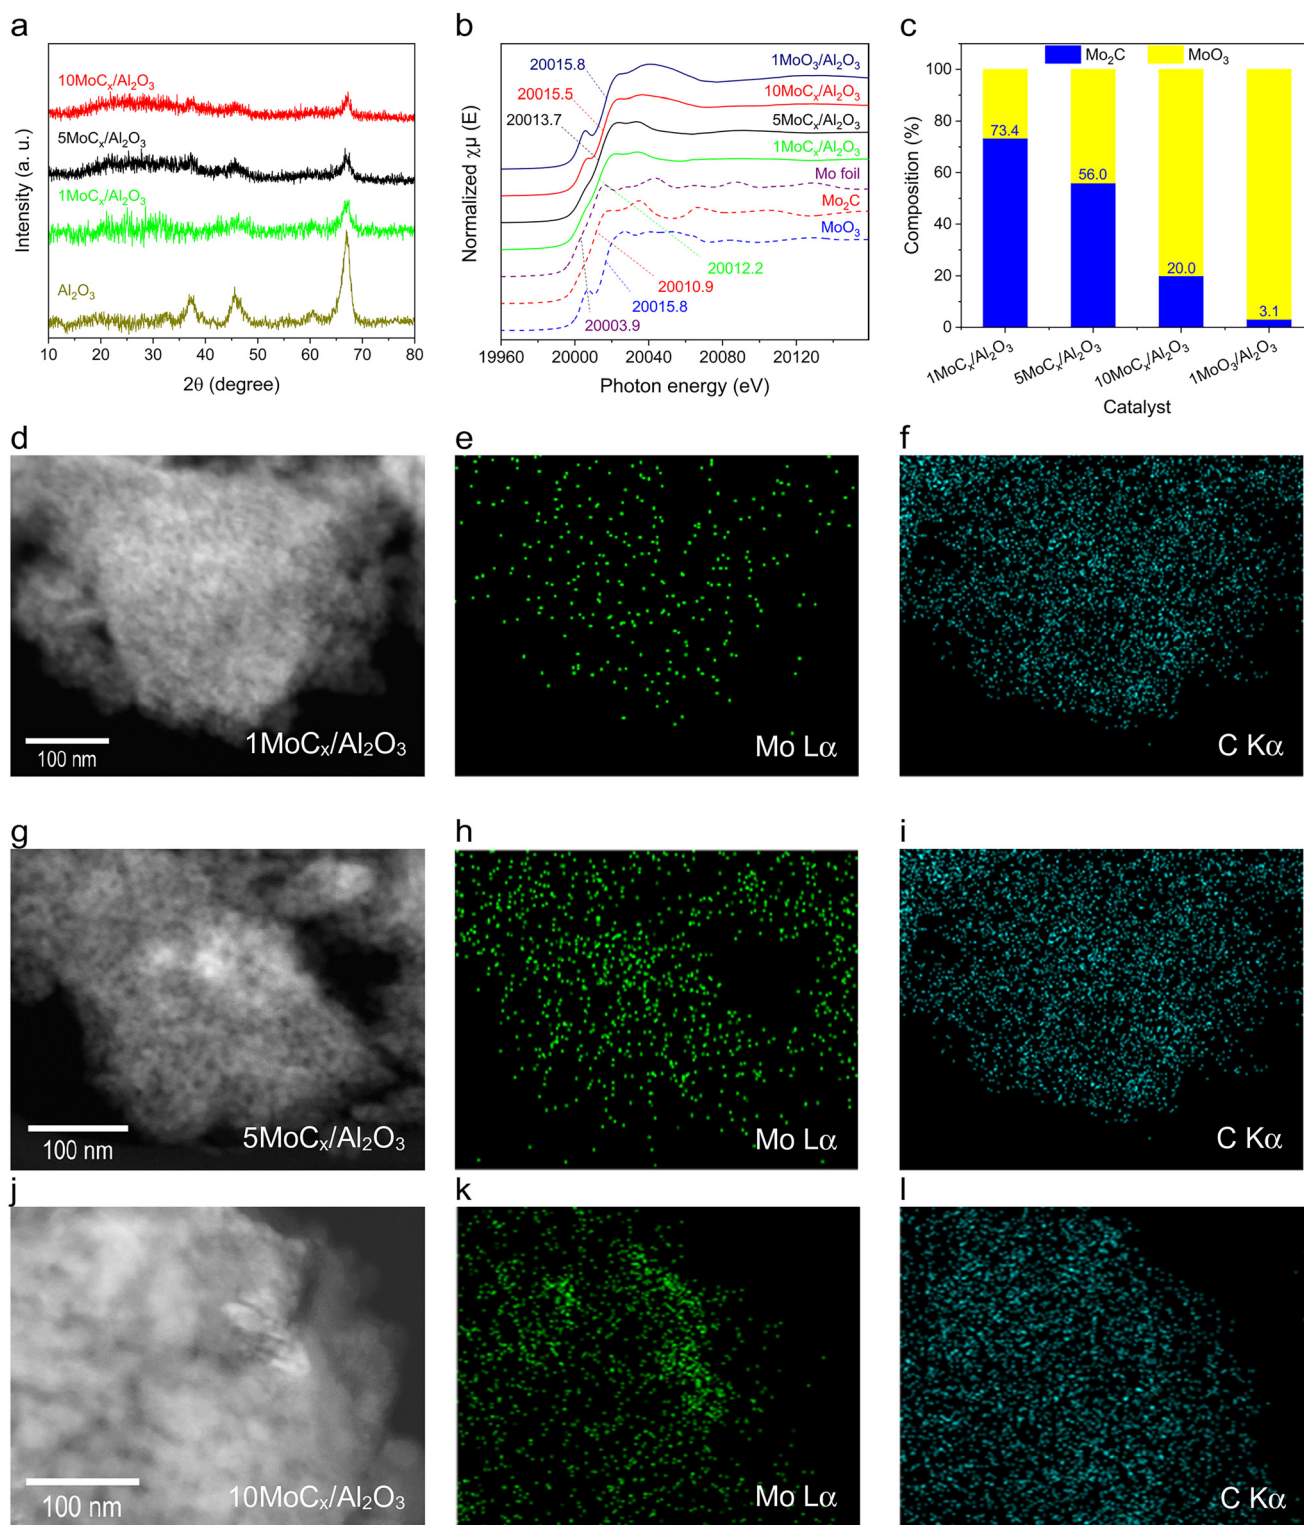 a
10MoCₓ/Al₂O₃
5MoCₓ/Al₂O₃
1MoCₓ/Al₂O₃
Al₂O₃
Intensity (a. u.)
10 20 30 40 50 60 70 80
2θ (degree)
b
20015.8
20015.5
20013.7
1MoO₃/Al₂O₃
10MoCₓ/Al₂O₃
5MoCₓ/Al₂O₃
1MoCₓ/Al₂O₃
Mo foil
Mo₂C
MoO₃
20012.2
20010.9
20015.8
20003.9
Normalized χμ (E)
19960 20000 20040 20080 20120
Photon energy (eV)
c
Mo₂C MoO₃
100
80
60
40
20
0
73.4
56.0
20.0
3.1
Composition (%)
1MoCₓ/Al₂O₃
5MoCₓ/Al₂O₃
10MoCₓ/Al₂O₃
1MoO₃/Al₂O₃
Catalyst
d
100 nm
1MoCₓ/Al₂O₃
e
Mo Lα
f
C Kα
g
100 nm
5MoCₓ/Al₂O₃
h
Mo Lα
i
C Kα
j
100 nm
10MoCₓ/Al₂O₃
k
Mo Lα
l
C Kα